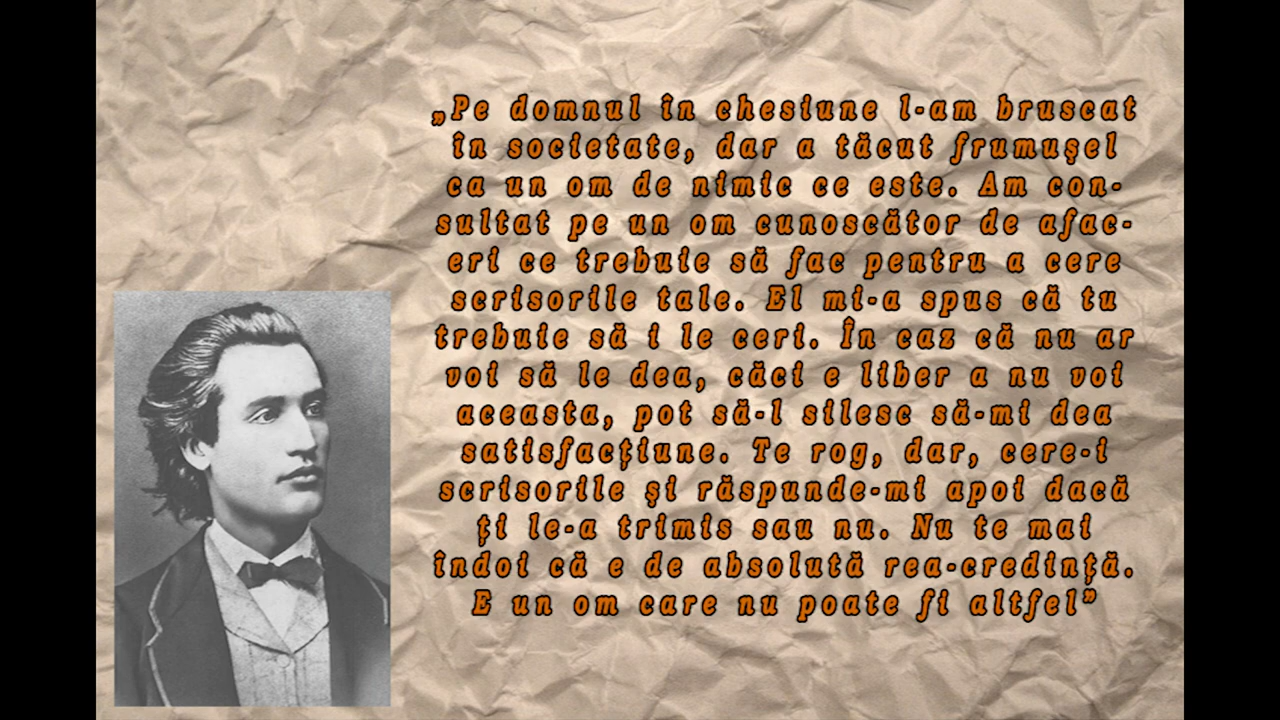 „Pe domnul în chesiune l-am bruscat
în societate, dar a tăcut frumuşel
ca un om de nimic ce este. Am con-
sultat pe un om cunoscător de afac-
eri ce trebuie să fac pentru a cere
scrisorile tale. El mi-a spus că tu
trebuie să i le ceri. În caz că nu ar
voi să le dea, căci e liber a nu voi
aceasta, pot să-l silesc să-mi dea
satisfacţiune. Te rog, dar, cere-i
scrisorile şi răspunde-mi apoi dacă
ţi le-a trimis sau nu. Nu te mai
îndoi că e de absolută rea-credinţă.
E un om care nu poate fi altfel”